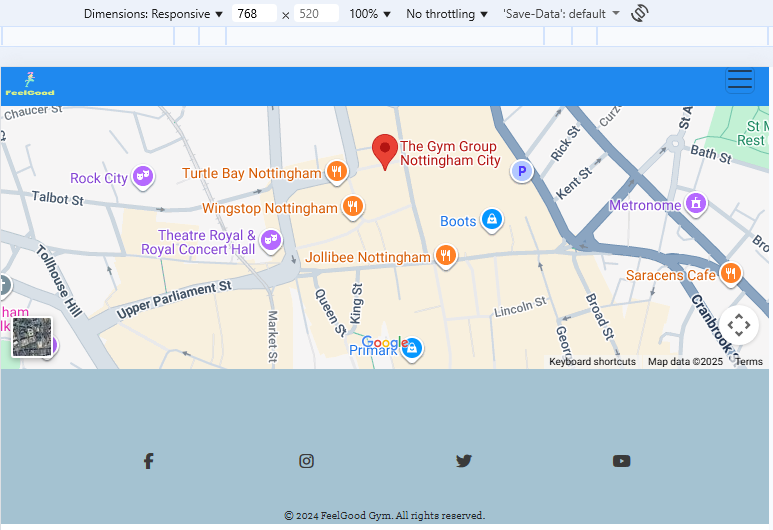 Dimensions: Responsive ▼ 768 × 520 100% ▼ No throttling ▼ 'Save-Data': default ▼
FeelGood
Chaucer St
Talbot St
Tollhouse Hill
Rock City
Turtle Bay Nottingham
Wingstop Nottingham
Theatre Royal &
Royal Concert Hall
The Gym Group
Nottingham City
P
Boots
Jollibee Nottingham
Rick St
Kent St
St A
Bath St
St M
Rest
Metronome
Saracens Cafe
Upper Parliament St
Market St
Queen St
King St
Lincoln St
Broad St
Georg
Cranbrook S
Bro
Curz
ham
lk
Primark
Google
Keyboard shortcuts Map data ©2025 Terms
© 2024 FeelGood Gym. All rights reserved.